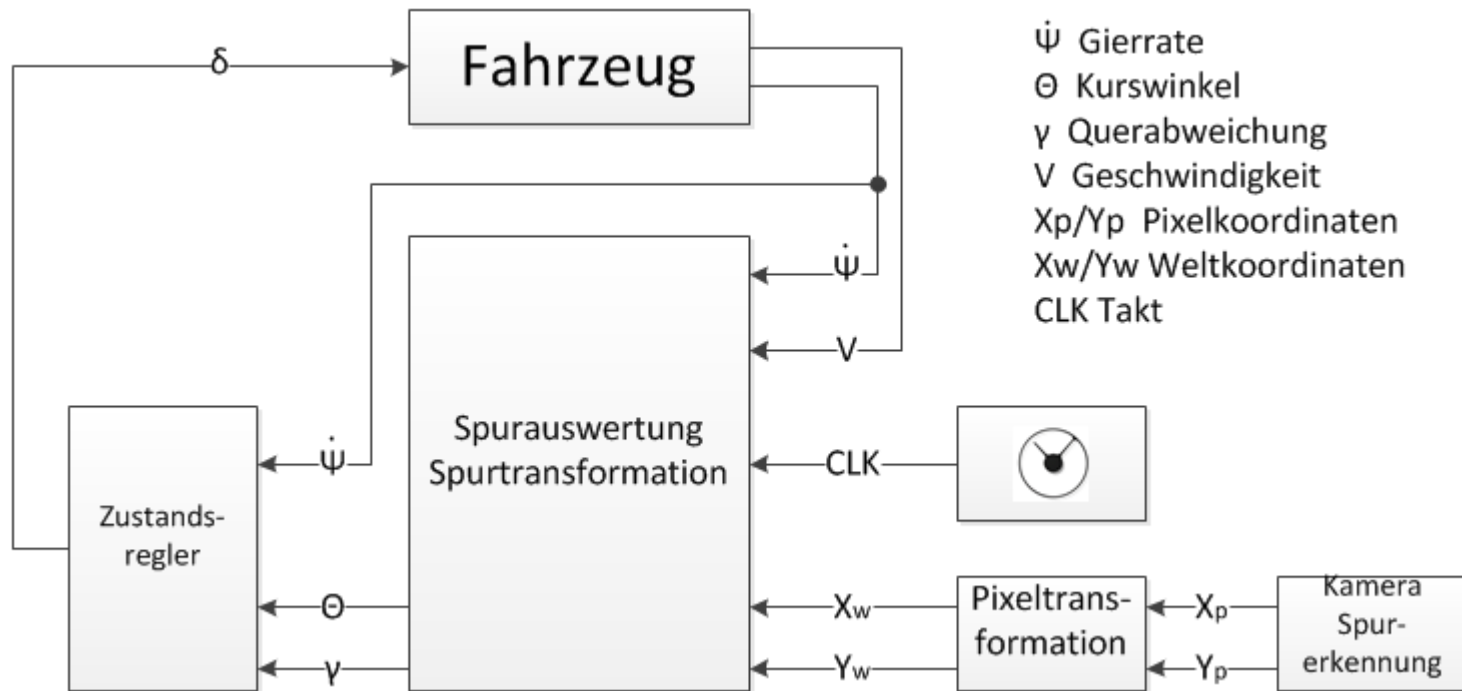 δ
Fahrzeug
Ψ̇ Gierrate
Θ Kurswinkel
γ Querabweichung
V Geschwindigkeit
Xp/Yp Pixelkoordinaten
Xw/Yw Weltkoordinaten
CLK Takt
Ψ̇
V
Spurauswertung
Spurtransformation
CLK
Ψ̇
Zustands-
regler
Θ
γ
Xw
Yw
Pixeltrans-
formation
Xp
Yp
Kamera
Spur-
erkennung